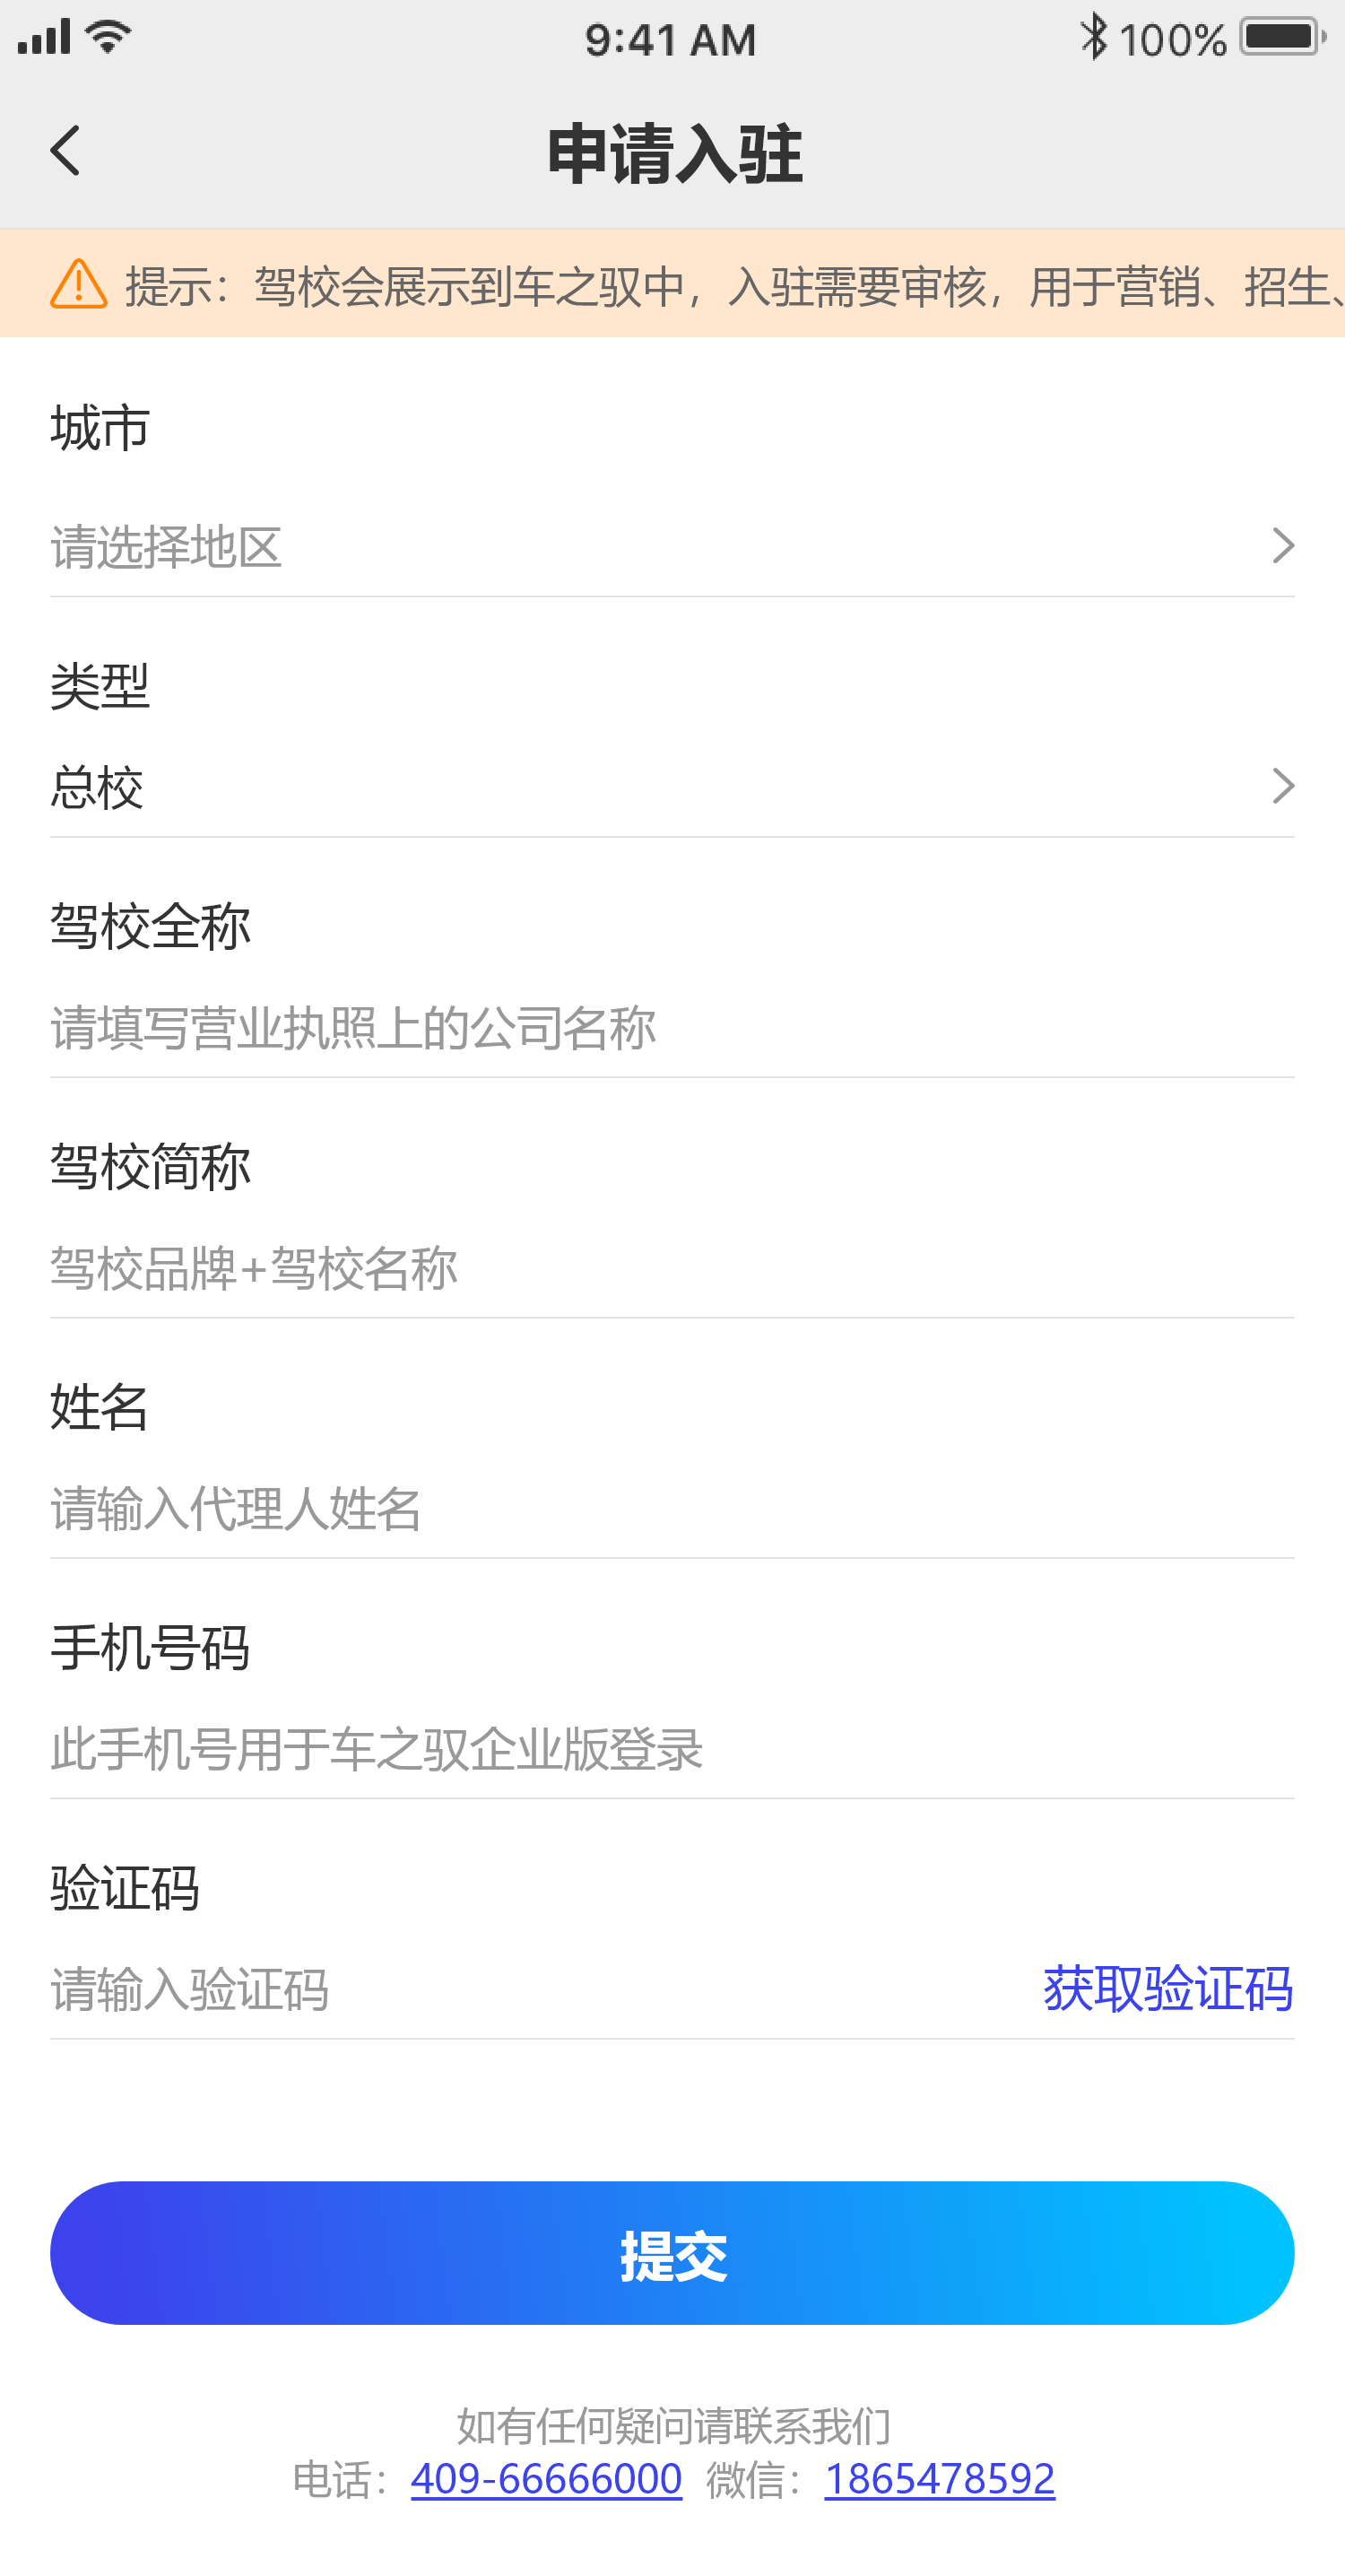 9:41 AM 100%
申请入驻
提示：驾校会展示到车之驭中，入驻需要审核，用于营销、招生、
城市
请选择地区
类型
总校
驾校全称
请填写营业执照上的公司名称
驾校简称
驾校品牌+驾校名称
姓名
请输入代理人姓名
手机号码
此手机号用于车之驭企业版登录
验证码
请输入验证码 获取验证码
提交
如有任何疑问请联系我们
电话：409-66666000 微信：1865478592